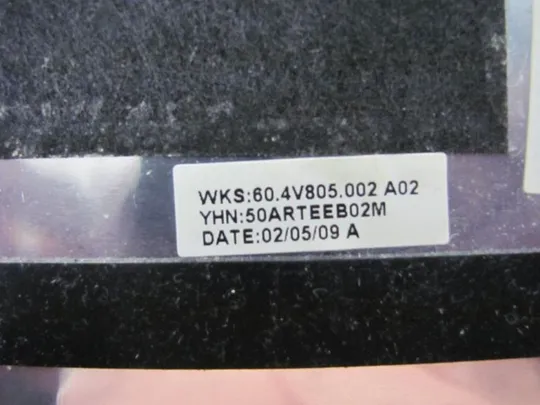 WKS:60.4V805.002 A02
YHN:50ARTEEB02M
DATE:02/05/09 A